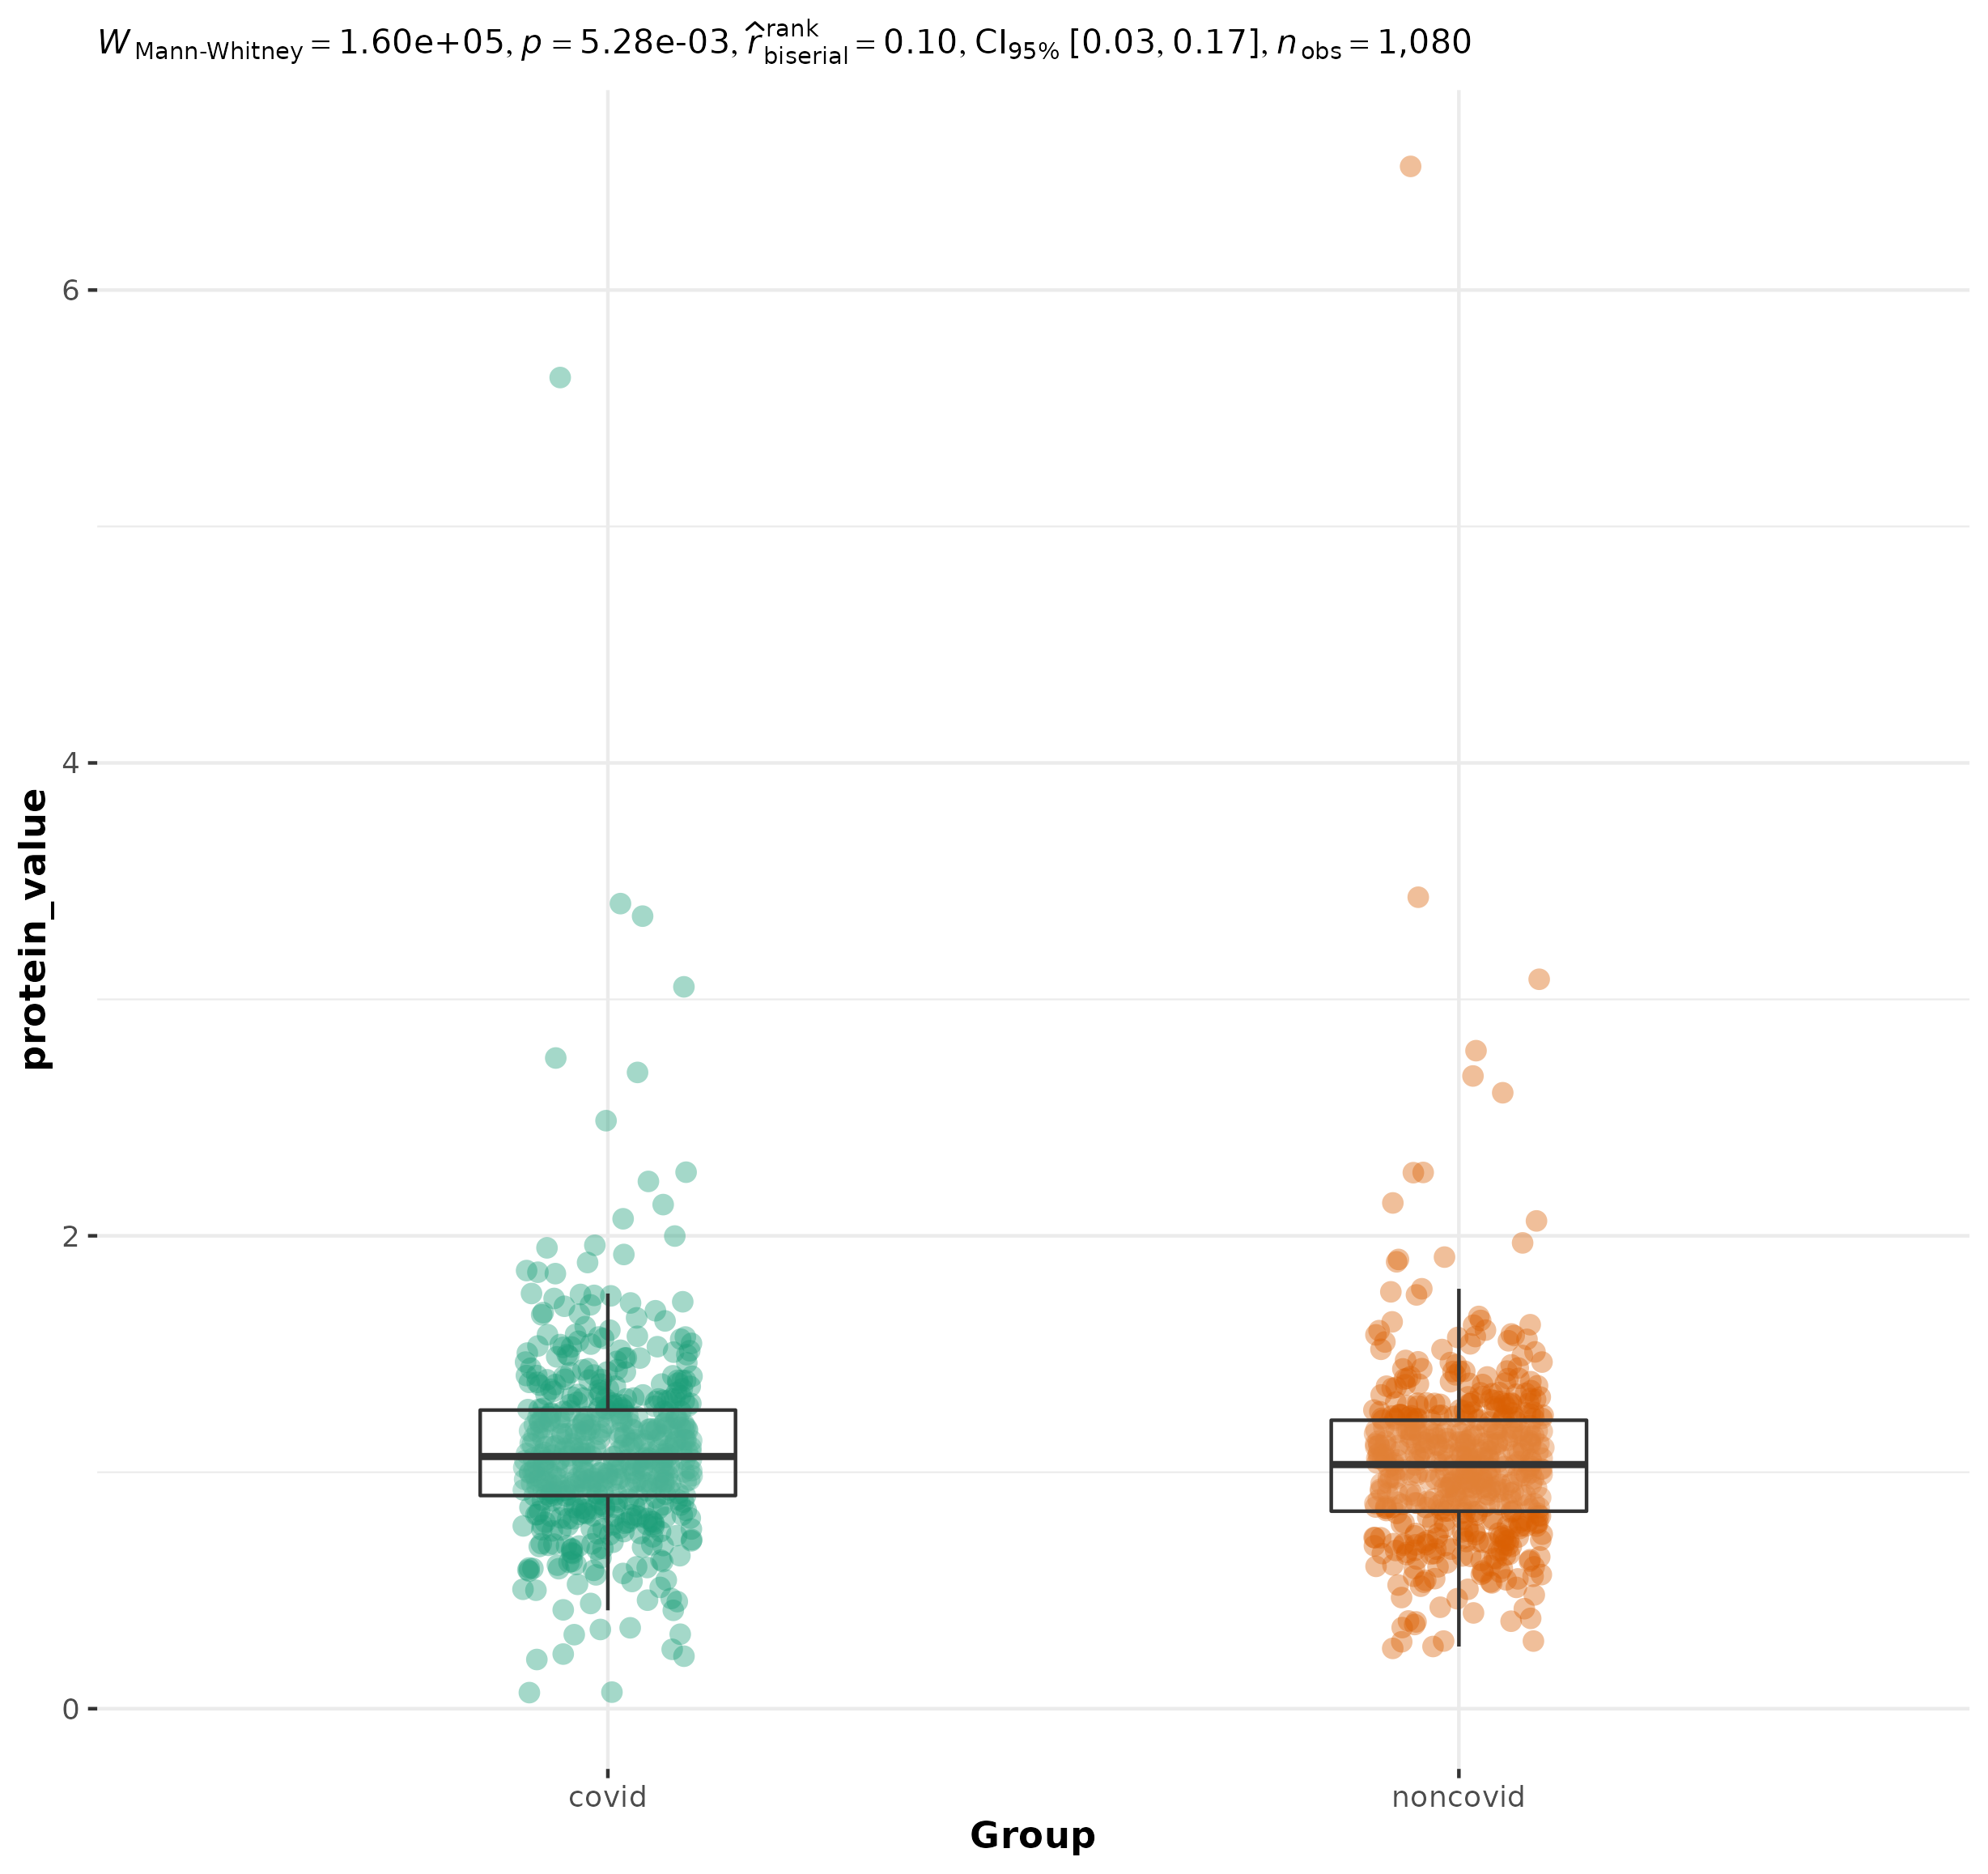 W Mann-Whitney = 1.60e+05, p = 5.28e-03, r̂ rank biserial = 0.10, CI95% [0.03, 0.17], n obs = 1,080
6
4
2
0
protein_value
covid noncovid
Group